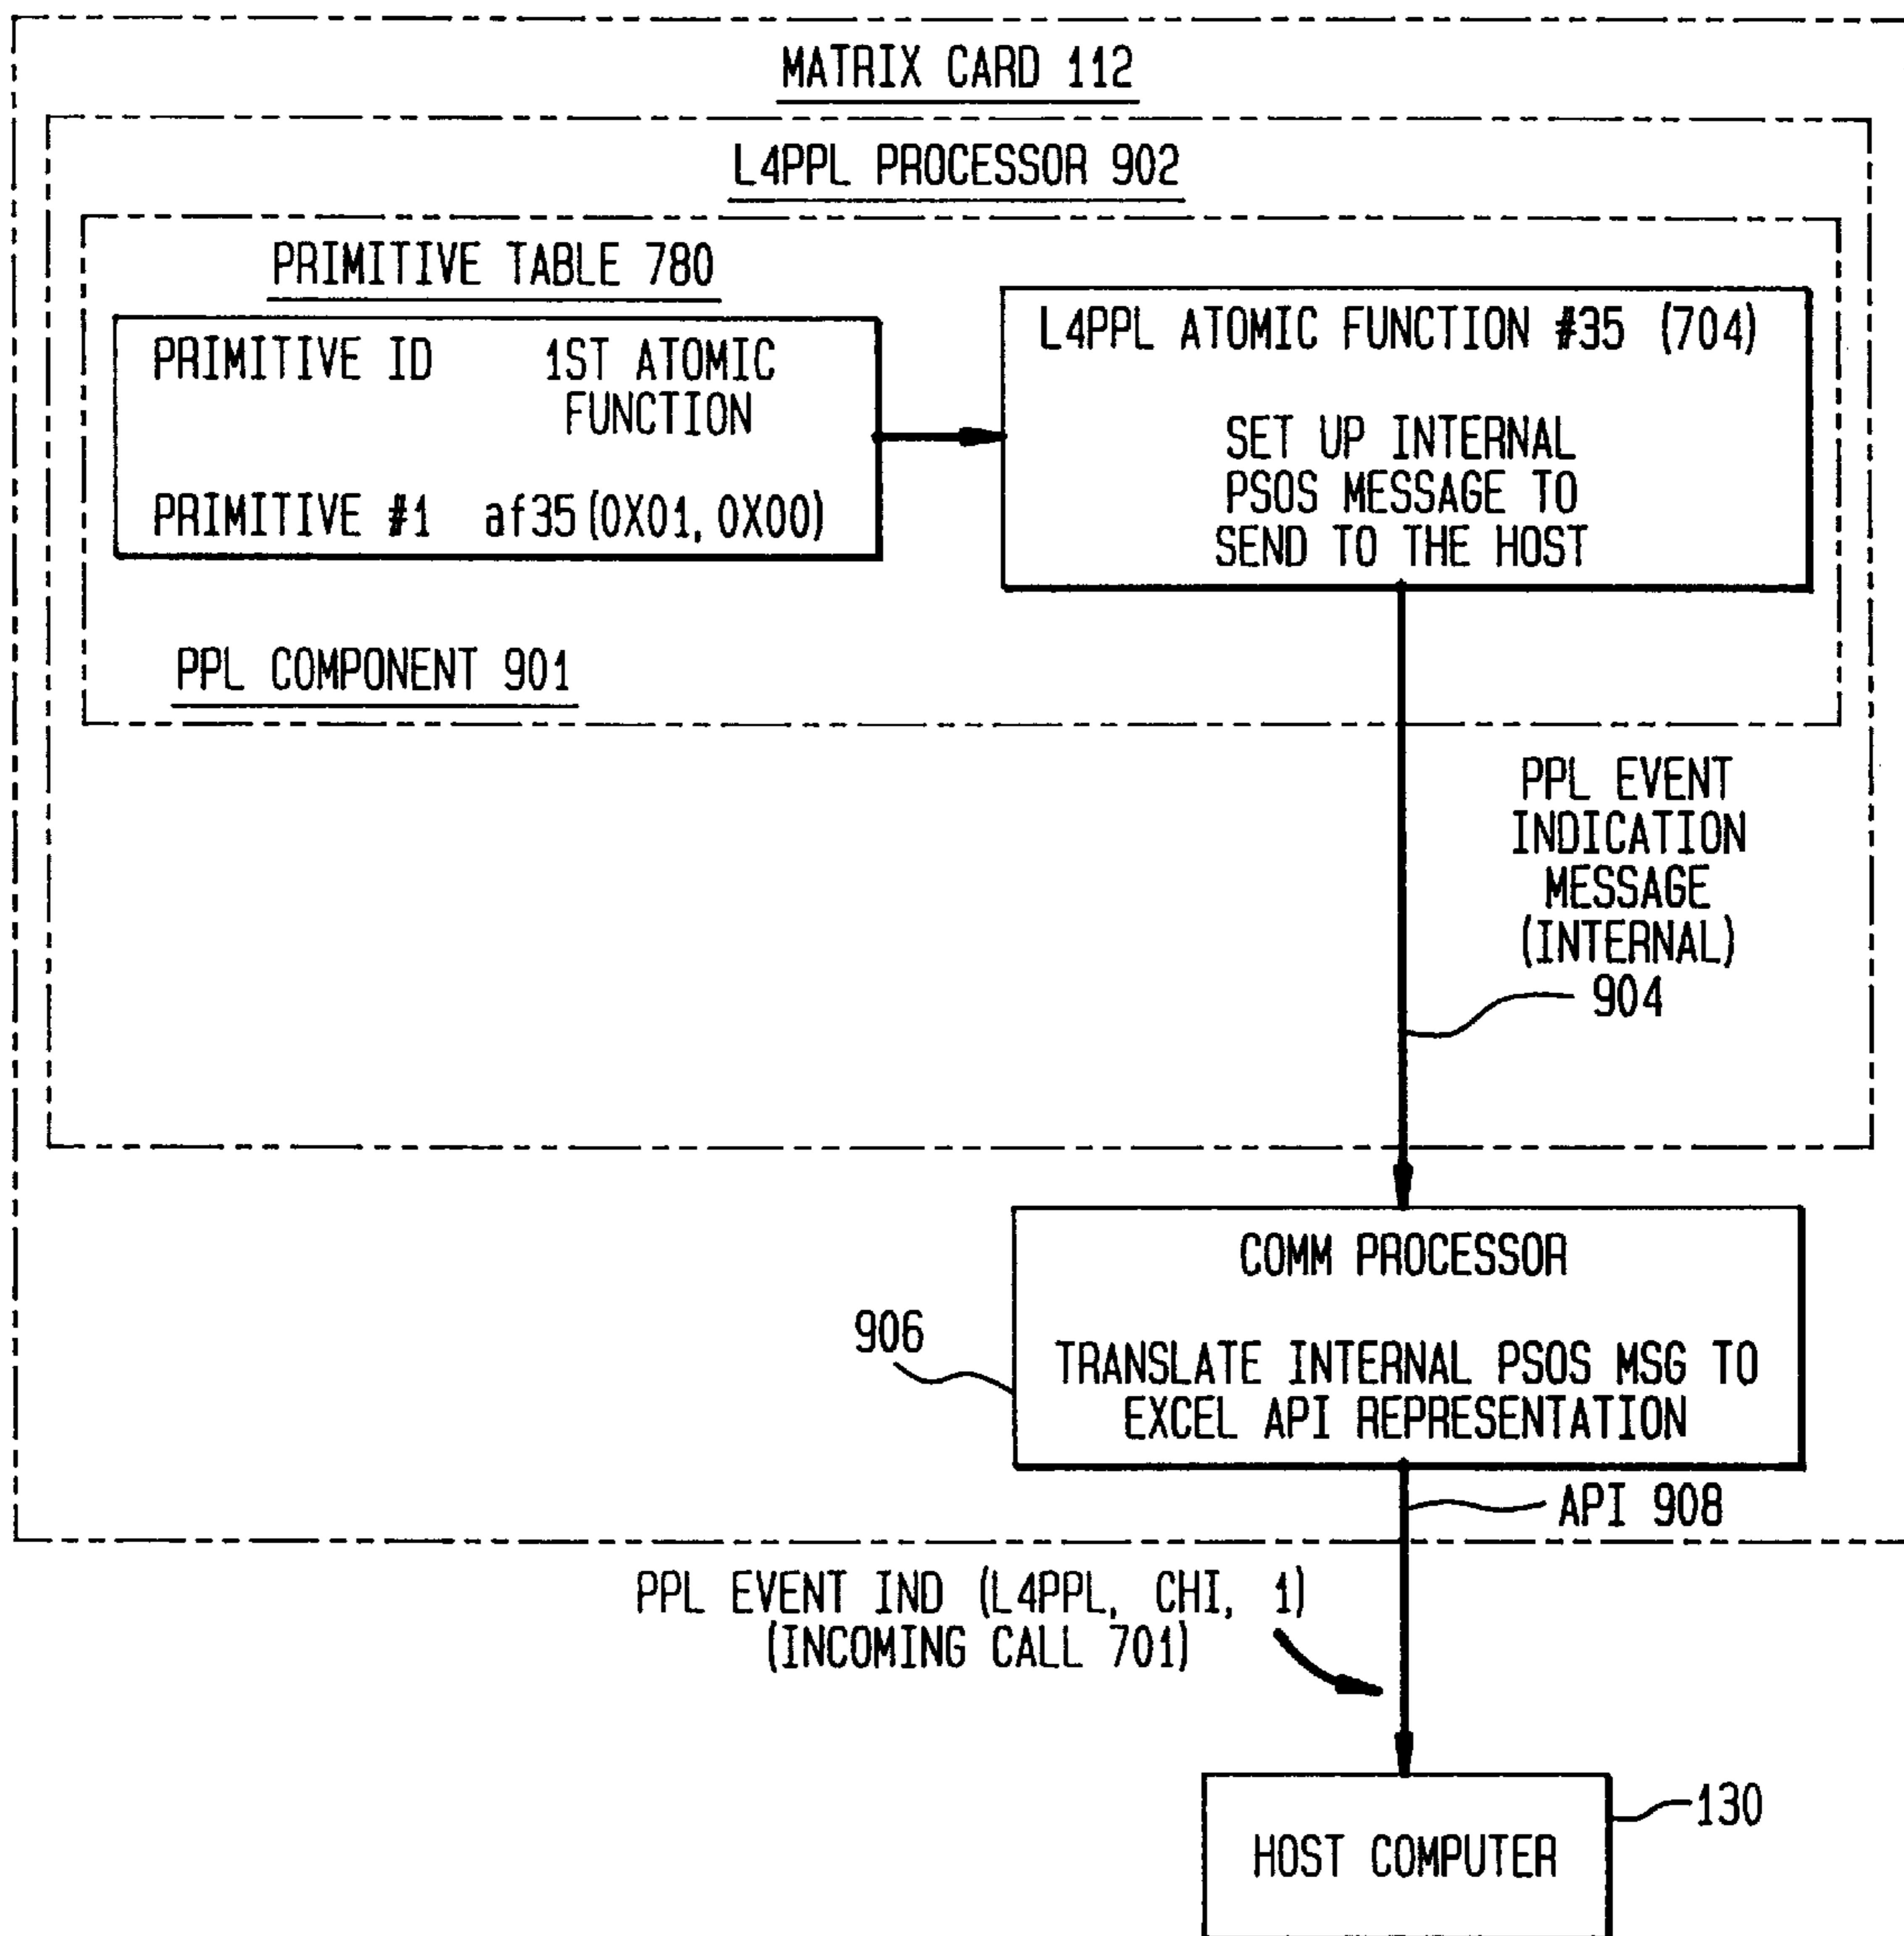 MATRIX CARD 112
L4PPL PROCESSOR 902
PRIMITIVE TABLE 780
PRIMITIVE ID 1ST ATOMIC
FUNCTION
PRIMITIVE #1 af35(0X01, 0X00)
L4PPL ATOMIC FUNCTION #35 (704)
SET UP INTERNAL
PSOS MESSAGE TO
SEND TO THE HOST
PPL COMPONENT 901
PPL EVENT
INDICATION
MESSAGE
(INTERNAL)
904
COMM PROCESSOR
906
TRANSLATE INTERNAL PSOS MSG TO
EXCEL API REPRESENTATION
API 908
PPL EVENT IND (L4PPL, CHI, 1)
(INCOMING CALL 701)
130
HOST COMPUTER